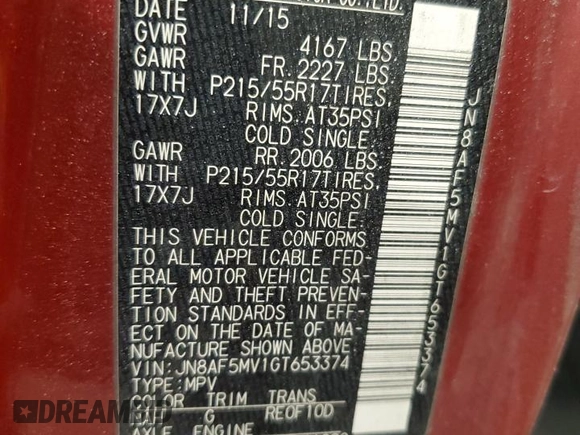 CO.,LTD.
DATE 11/15
GVWR 4167 LBS.
GAWR FR. 2227 LBS.
WITH P215/55R17TIRES,
17X7J RIMS. AT35PSI
COLD SINGLE.
GAWR RR. 2006 LBS.
WITH P215/55R17TIRES,
17X7J RIMS. AT35PSI
COLD SINGLE.
THIS VEHICLE CONFORMS
TO ALL APPLICABLE FED-
ERAL MOTOR VEHICLE SA-
FETY AND THEFT PREVEN-
TION STANDARDS IN EFF-
ECT ON THE DATE OF MA-
NUFACTURE SHOWN ABOVE.
VIN:JN8AF5MV1GT653374
TYPE:MPV
COLOR TRIM TRANS
G REOF10D
AXLE ENGINE
JN8AF5MV1GT653374
DREAMBID